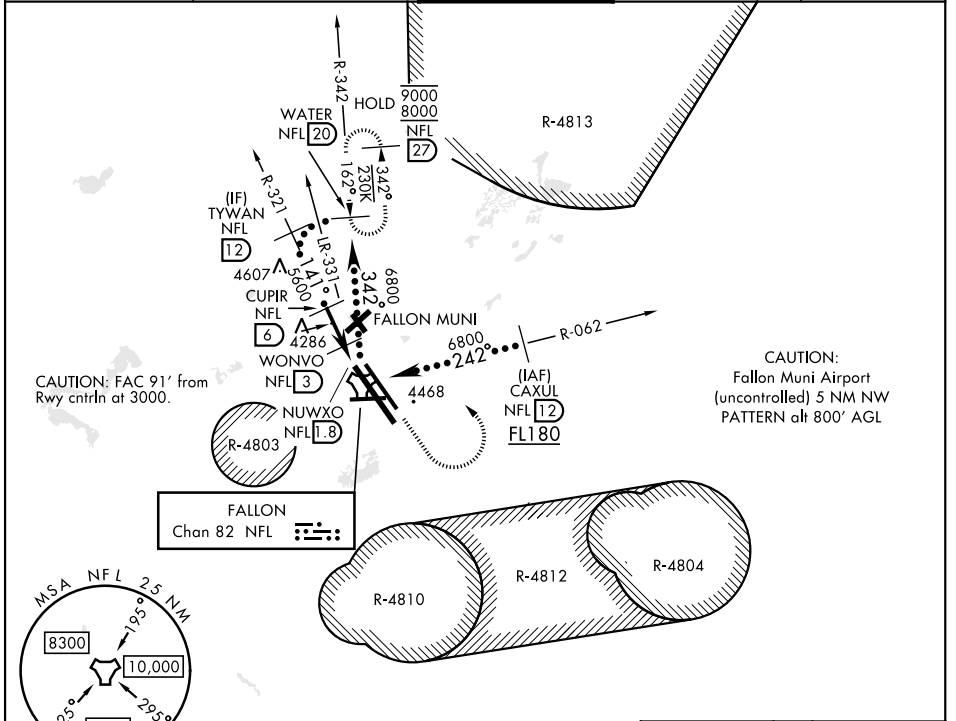 R-342
HOLD
9000
8000
NFL
27
WATER
NFL 20
R-4813
342°
230K
162°
R-321
(IF)
TYWAN
NFL
12
LR-331
141°
5600
4607
342°
6800
CUPIR
NFL
6
4286
FALLON MUNI
WONVO
NFL 3
6800
242°
R-062
(IAF)
CAXUL
NFL 12
FL180
4468
CAUTION:
Fallon Muni Airport
(uncontrolled) 5 NM NW
PATTERN alt 800' AGL
CAUTION: FAC 91' from
Rwy cntrln at 3000.
NUWXO
NFL 1.8
R-4803
FALLON
Chan 82 NFL
R-4810
R-4812
R-4804
MSA NFL 25 NM
195°
8300
10,000
295°